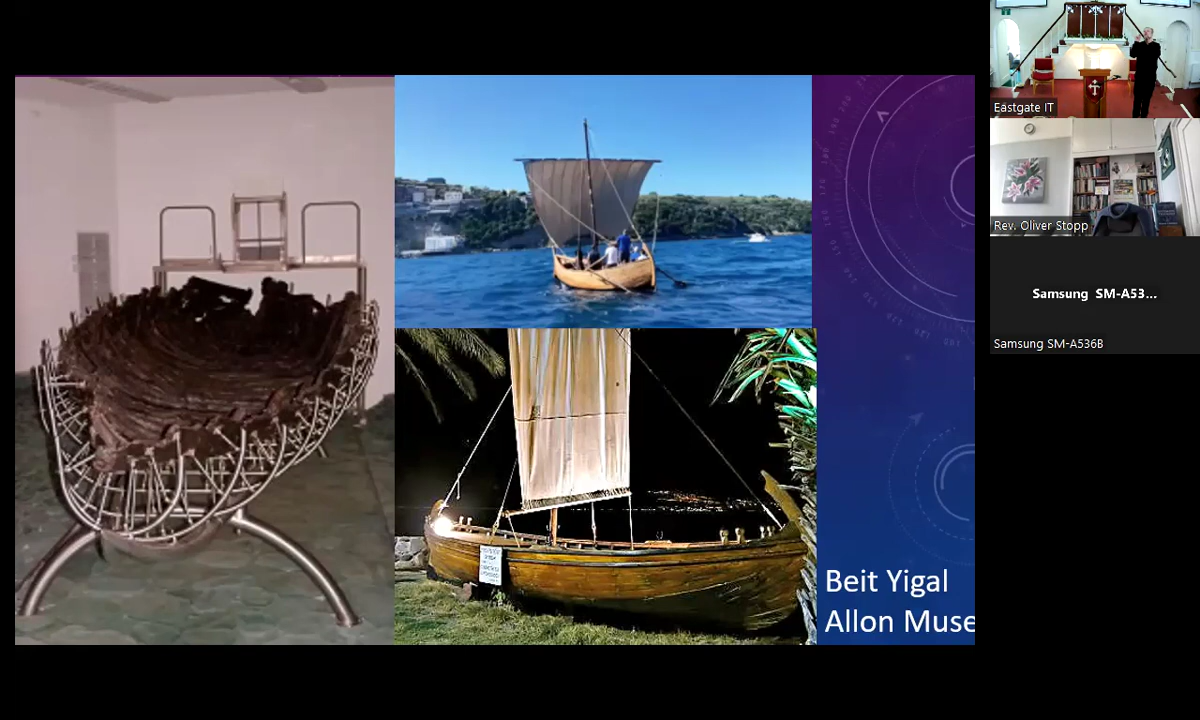 Beit Yigal
Allon Muse
Eastgate IT
Rev. Oliver Stopp
Samsung SM-A53...
Samsung SM-A536B